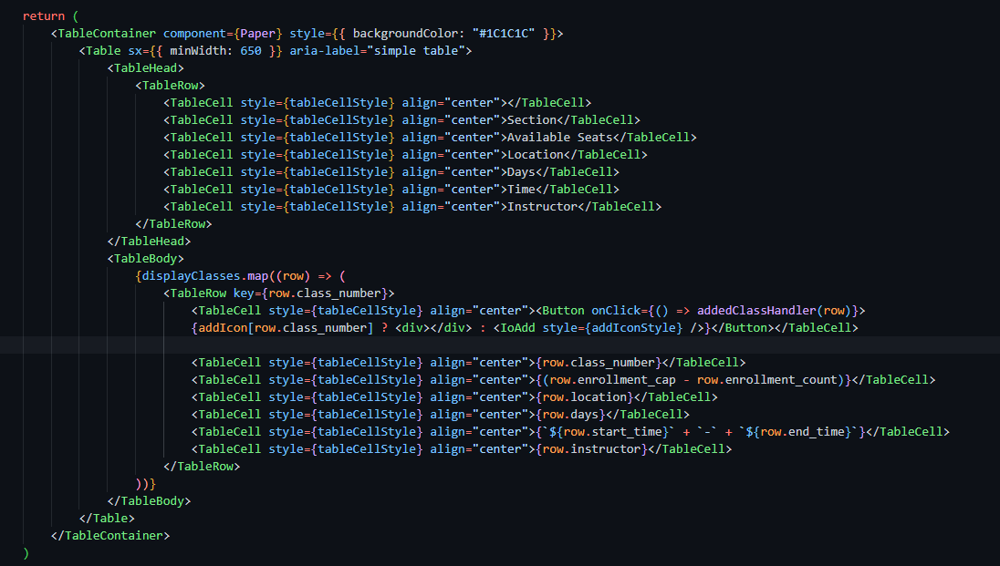 return (
<TableContainer component={Paper} style={{ backgroundColor: "#1C1C1C" }}>
<Table sx={{ minWidth: 650 }} aria-label="simple table">
<TableHead>
<TableRow>
<TableCell style={tableCellStyle} align="center"></TableCell>
<TableCell style={tableCellStyle} align="center">Section</TableCell>
<TableCell style={tableCellStyle} align="center">Available Seats</TableCell>
<TableCell style={tableCellStyle} align="center">Location</TableCell>
<TableCell style={tableCellStyle} align="center">Days</TableCell>
<TableCell style={tableCellStyle} align="center">Time</TableCell>
<TableCell style={tableCellStyle} align="center">Instructor</TableCell>
</TableRow>
</TableHead>
<TableBody>
{displayClasses.map((row) => (
<TableRow key={row.class_number}>
<TableCell style={tableCellStyle} align="center"><Button onClick={() => addedClassHandler(row)}>
{addIcon[row.class_number] ? <div></div> : <IoAdd style={addIconStyle} />}</Button></TableCell>
<TableCell style={tableCellStyle} align="center">{row.class_number}</TableCell>
<TableCell style={tableCellStyle} align="center">{(row.enrollment_cap - row.enrollment_count)}</TableCell>
<TableCell style={tableCellStyle} align="center">{row.location}</TableCell>
<TableCell style={tableCellStyle} align="center">{row.days}</TableCell>
<TableCell style={tableCellStyle} align="center">{`${row.start_time}` + `-` + `${row.end_time}`}</TableCell>
<TableCell style={tableCellStyle} align="center">{row.instructor}</TableCell>
</TableRow>
))}
</TableBody>
</Table>
</TableContainer>
)